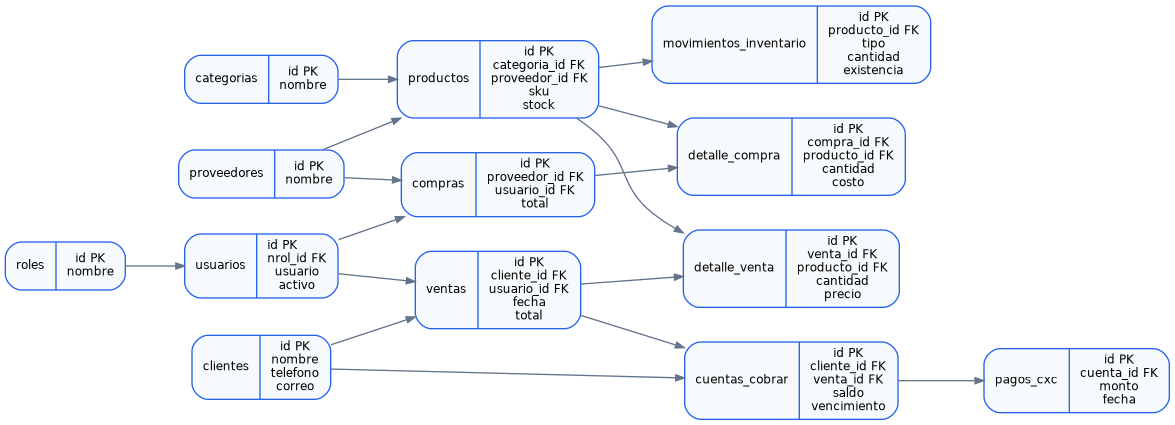 categorias
id PK
nombre
productos
id PK
categoria_id FK
proveedor_id FK
sku
stock
movimientos_inventario
id PK
producto_id FK
tipo
cantidad
existencia
proveedores
id PK
nombre
compras
id PK
proveedor_id FK
usuario_id FK
total
detalle_compra
id PK
compra_id FK
producto_id FK
cantidad
costo
roles
id PK
nombre
usuarios
id PK
nrol_id FK
usuario
activo
ventas
id PK
cliente_id FK
usuario_id FK
fecha
total
detalle_venta
id PK
venta_id FK
producto_id FK
cantidad
precio
clientes
id PK
nombre
telefono
correo
cuentas_cobrar
id PK
cliente_id FK
venta_id FK
saldo
vencimiento
pagos_cxc
id PK
cuenta_id FK
monto
fecha